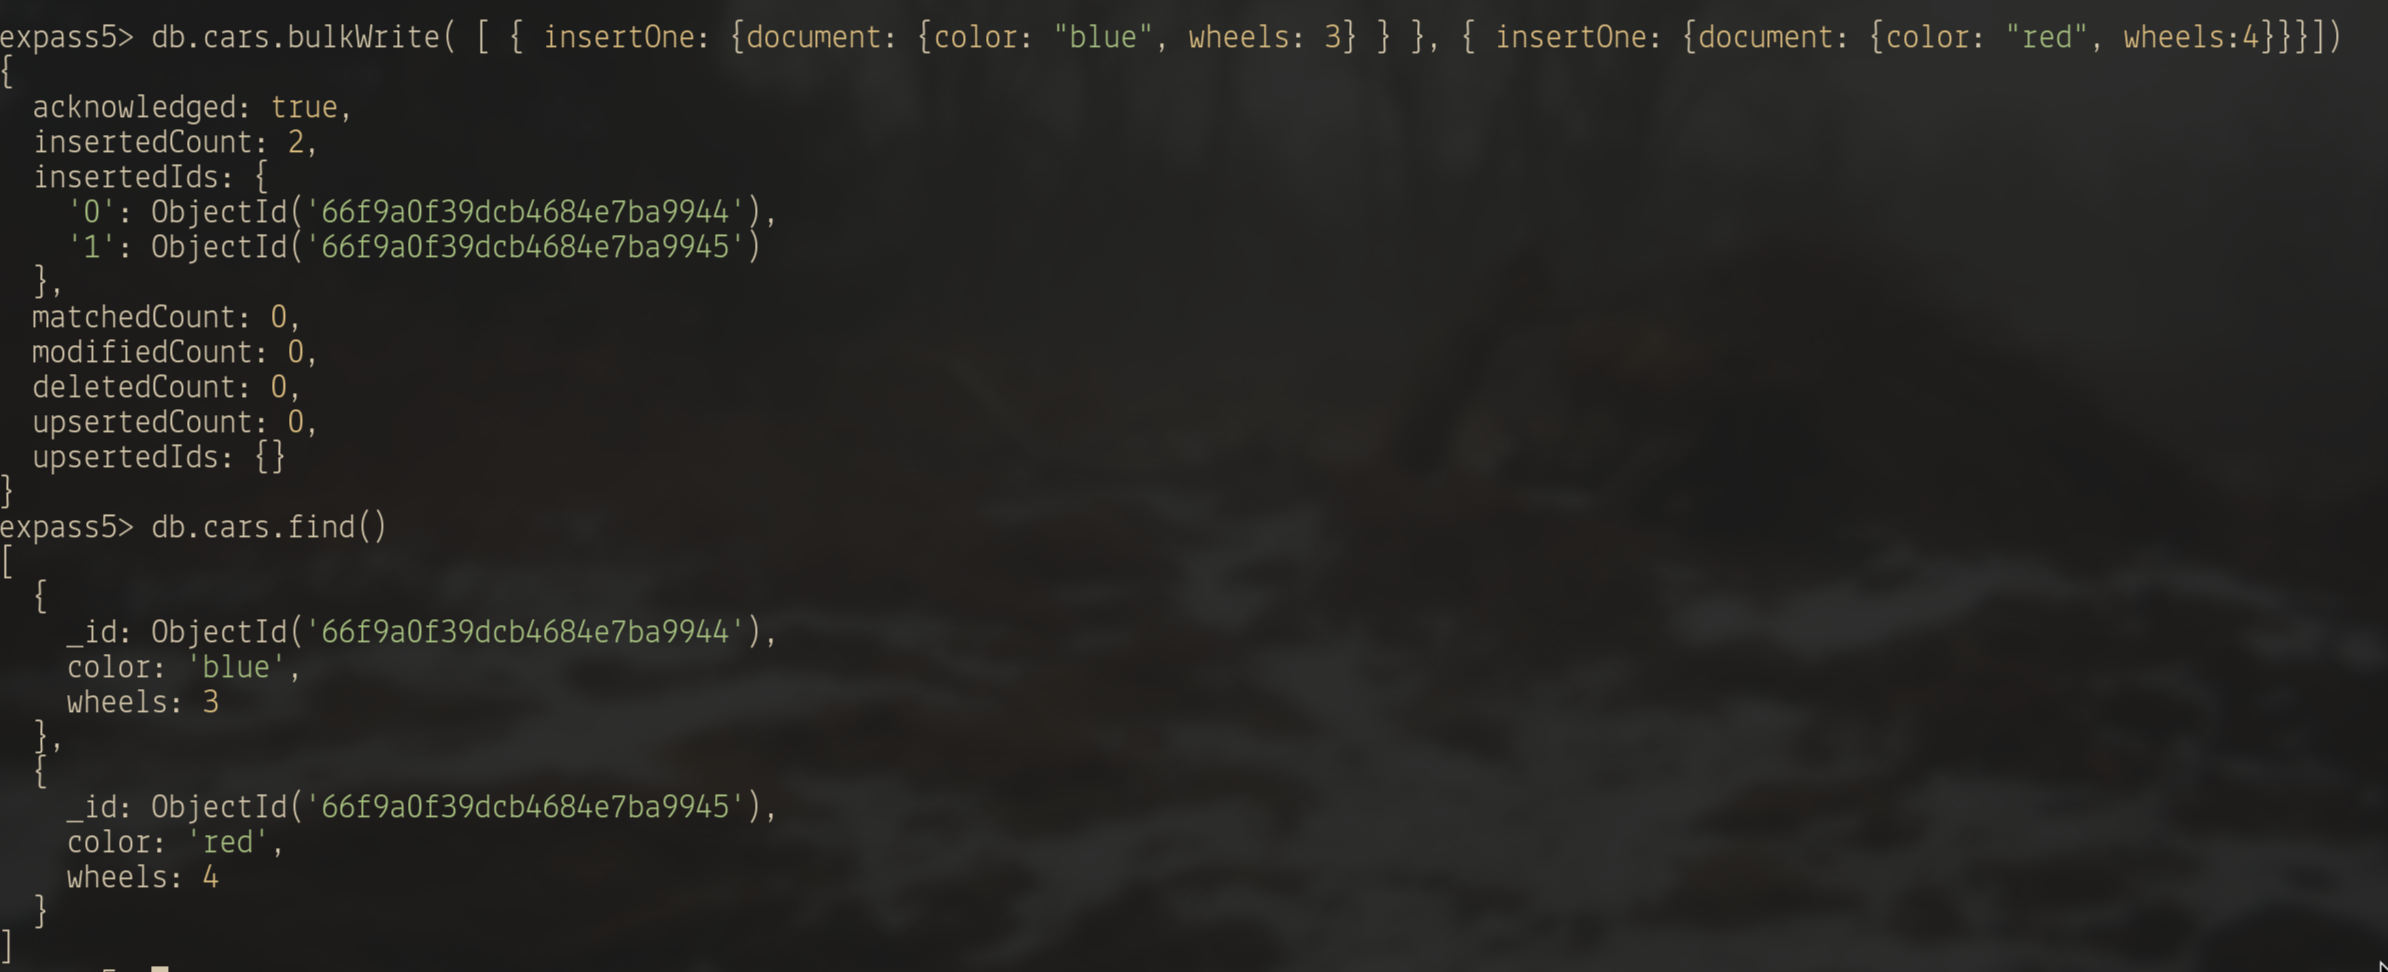 expass5> db.cars.bulkWrite( [ { insertOne: {document: {color: "blue", wheels: 3} } }, { insertOne: {document: {color: "red", wheels:4}}}])
{
  acknowledged: true,
  insertedCount: 2,
  insertedIds: {
    '0': ObjectId('66f9a0f39dcb4684e7ba9944'),
    '1': ObjectId('66f9a0f39dcb4684e7ba9945')
  },
  matchedCount: 0,
  modifiedCount: 0,
  deletedCount: 0,
  upsertedCount: 0,
  upsertedIds: {}
}
expass5> db.cars.find()
[
  {
    _id: ObjectId('66f9a0f39dcb4684e7ba9944'),
    color: 'blue',
    wheels: 3
  },
  {
    _id: ObjectId('66f9a0f39dcb4684e7ba9945'),
    color: 'red',
    wheels: 4
  }
]